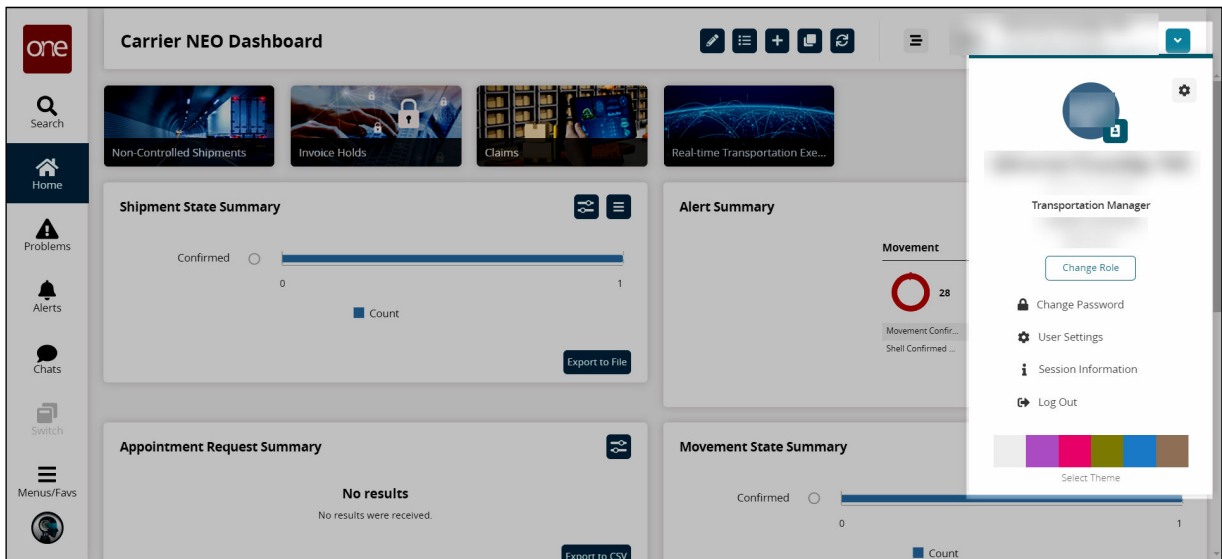 one
Carrier NEO Dashboard
Search
Home
Problems
Alerts
Chats
Switch
Menus/Favs
Non-Controlled Shipments
Invoice Holds
Claims
Real-time Transportation Exe...
Shipment State Summary
Confirmed
0 1
Count
Export to File
Alert Summary
Movement
28
Movement Confir...
Shell Confirmed ...
Appointment Request Summary
No results
No results were received.
Export to CSV
Movement State Summary
Confirmed
0 1
Count
Transportation Manager
Change Role
Change Password
User Settings
Session Information
Log Out
Select Theme